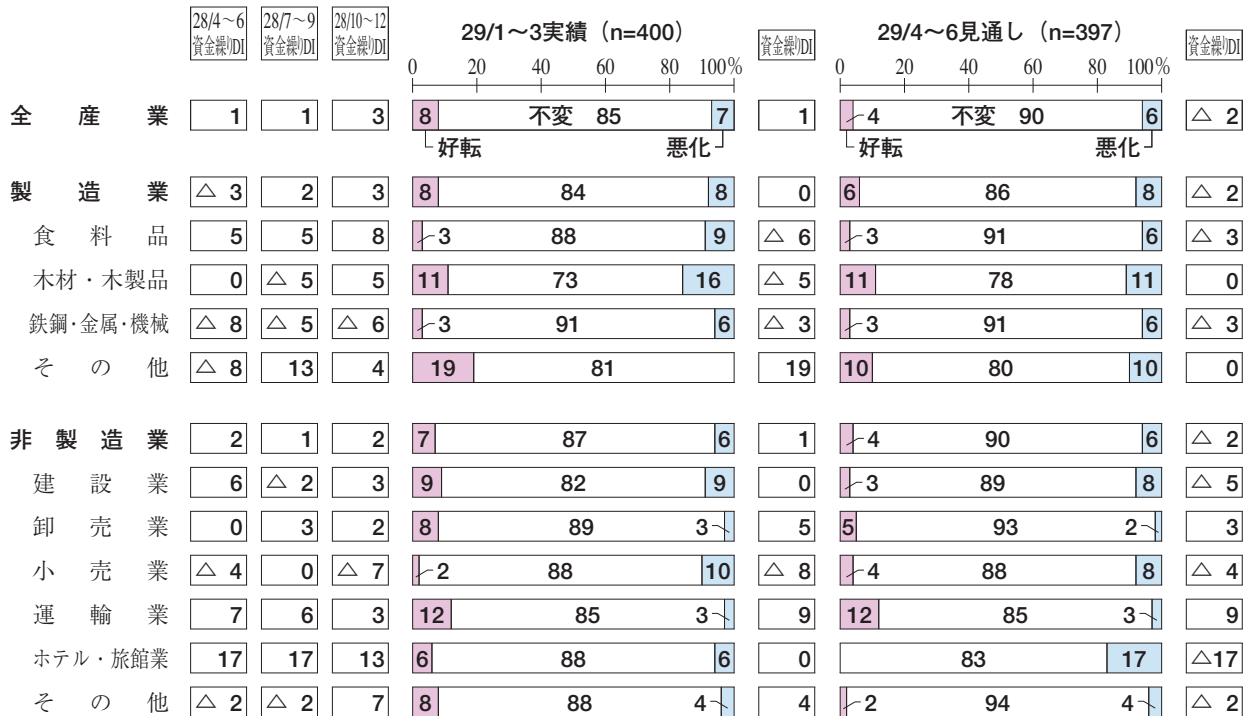 28/4～6 28/7～9 28/10～12 29/1～3実績（n=400） 29/4～6見通し（n=397）
資金繰りDI 資金繰りDI 資金繰りDI 資金繰りDI 資金繰りDI
0 20 40 60 80 100% 0 20 40 60 80 100%
全産業 1 1 3 8 不変 85 7 1 4 不変 90 6 △ 2
好転 悪化 好転 悪化
製造業 △ 3 2 3 8 84 8 0 6 86 8 △ 2
食料品 5 5 8 3 88 9 △ 6 3 91 6 △ 3
木材・木製品 0 △ 5 5 11 73 16 △ 5 11 78 11 0
鉄鋼・金属・機械 △ 8 △ 5 △ 6 3 91 6 △ 3 3 91 6 △ 3
その他 △ 8 13 4 19 81 19 10 80 10 0
非製造業 2 1 2 7 87 6 1 4 90 6 △ 2
建設業 6 △ 2 3 9 82 9 0 3 89 8 △ 5
卸売業 0 3 2 8 89 3 5 5 93 2 3
小売業 △ 4 0 △ 7 2 88 10 △ 8 4 88 8 △ 4
運輸業 7 6 3 12 85 3 9 12 85 3 9
ホテル・旅館業 17 17 13 6 88 6 0 83 17 △17
その他 △ 2 △ 2 7 8 88 4 4 2 94 4 △ 2